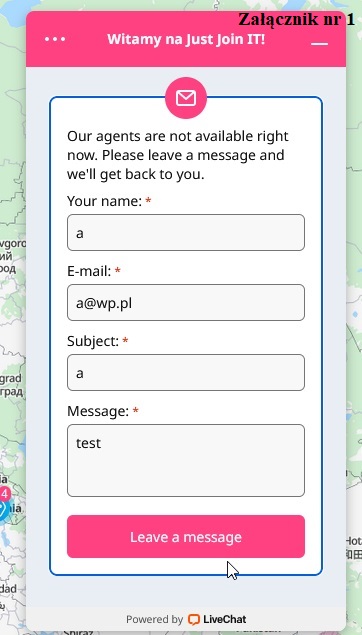 Załącznik nr 1
Witamy na Just Join IT!
Our agents are not available right
now. Please leave a message and
we'll get back to you.
Your name: *
a
E-mail: *
a@wp.pl
Subject: *
a
Message: *
test
Leave a message
Powered by LiveChat
4